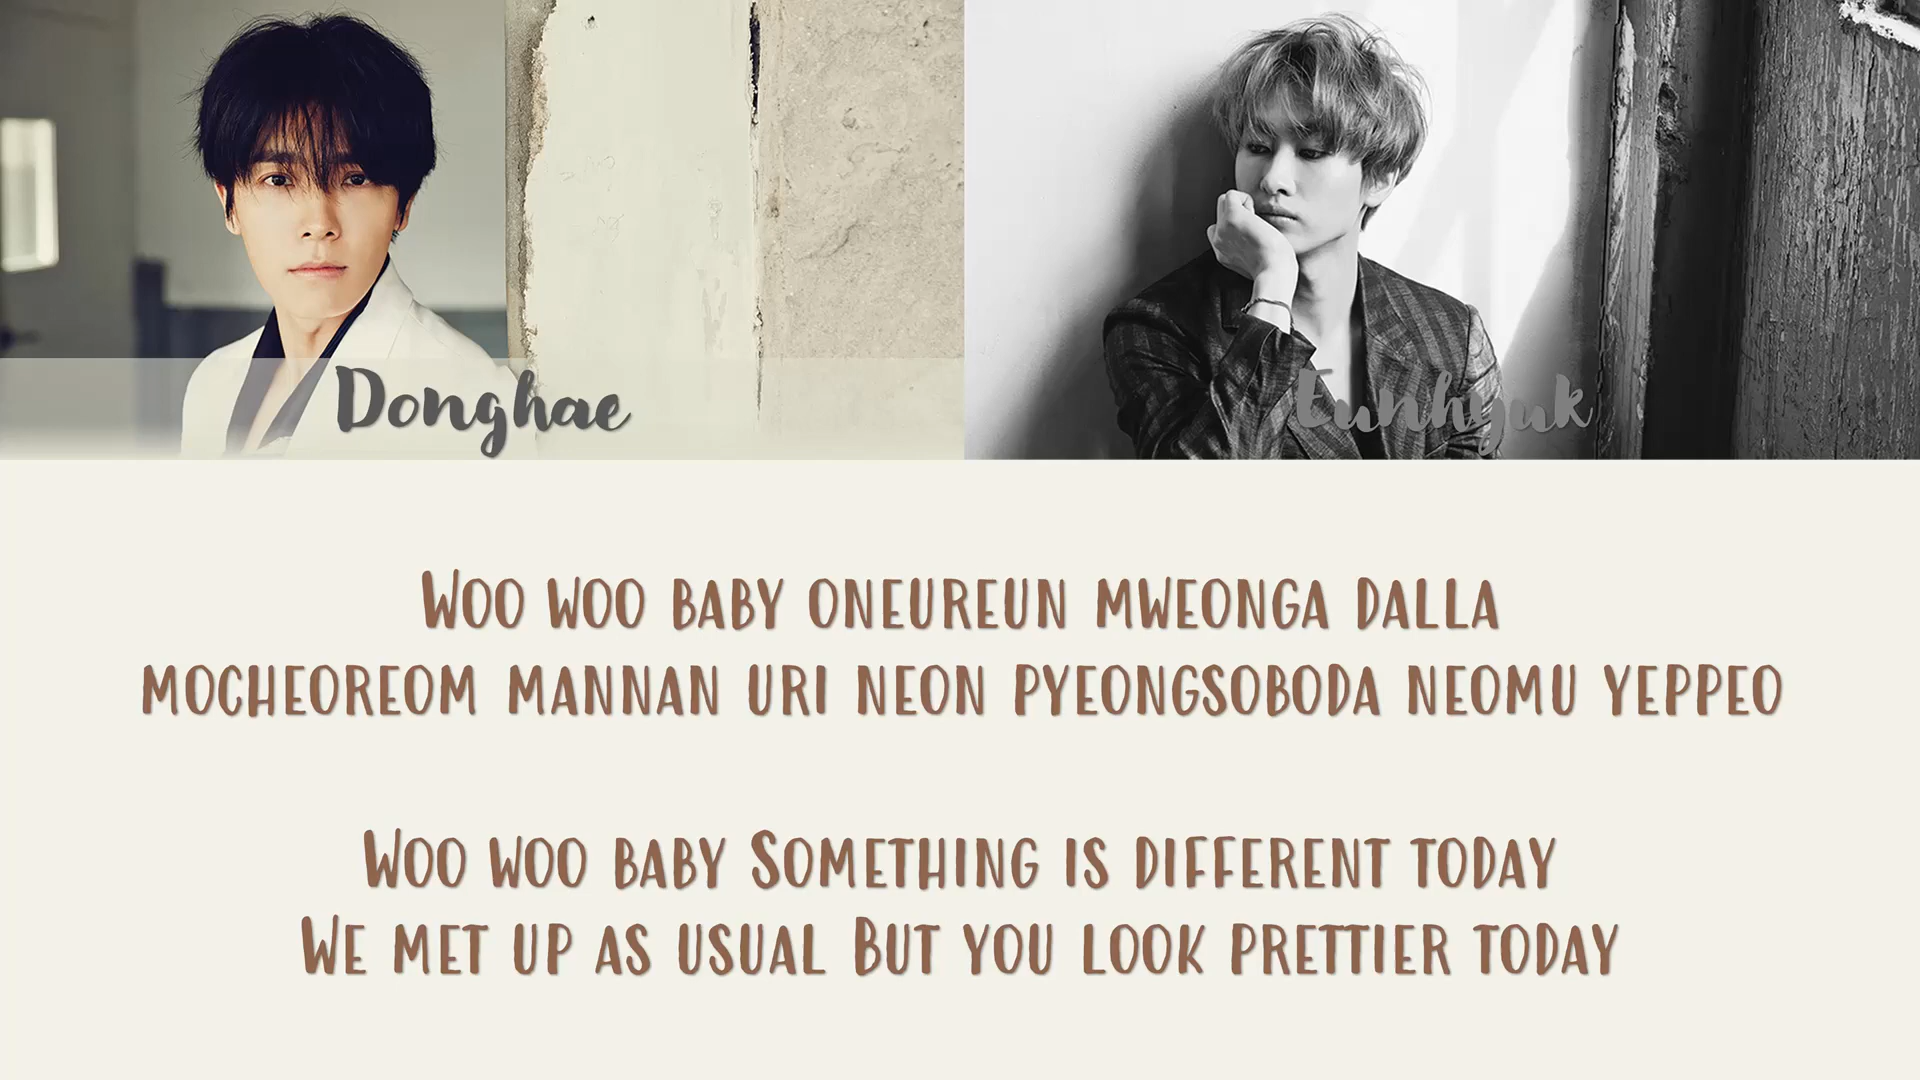 Donghae
Eunhyuk
Woo woo baby oneureun mweonga dalla
mocheoreom mannan uri neon pyeongsoboda neomu yeppeo
Woo woo baby Something is different today
We met up as usual But you look prettier today